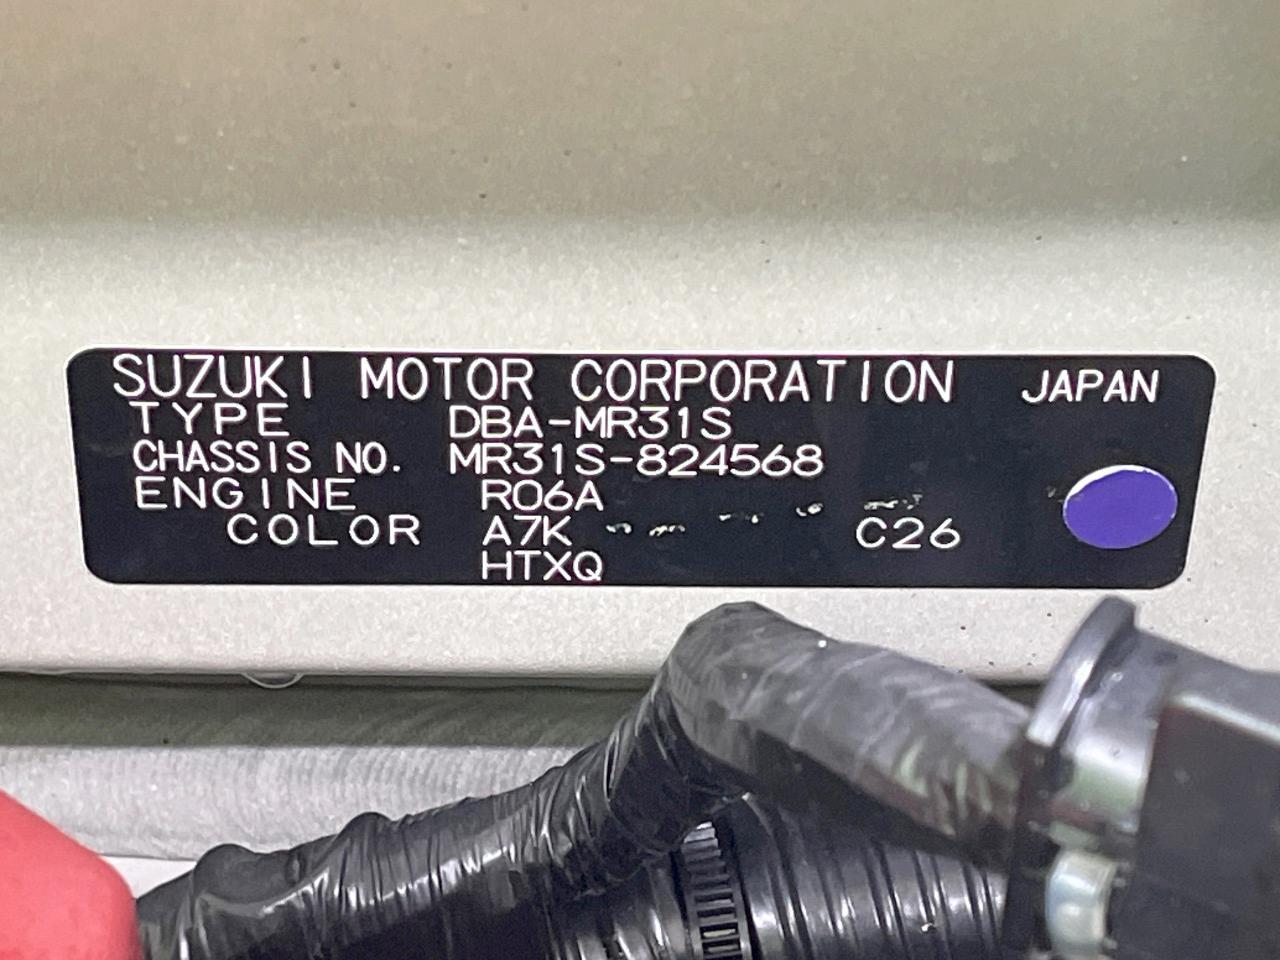 SUZUKI MOTOR CORPORATION JAPAN
TYPE DBA-MR31S
CHASSIS NO. MR31S-824568
ENGINE R06A
COLOR A7K C26
HTXQ